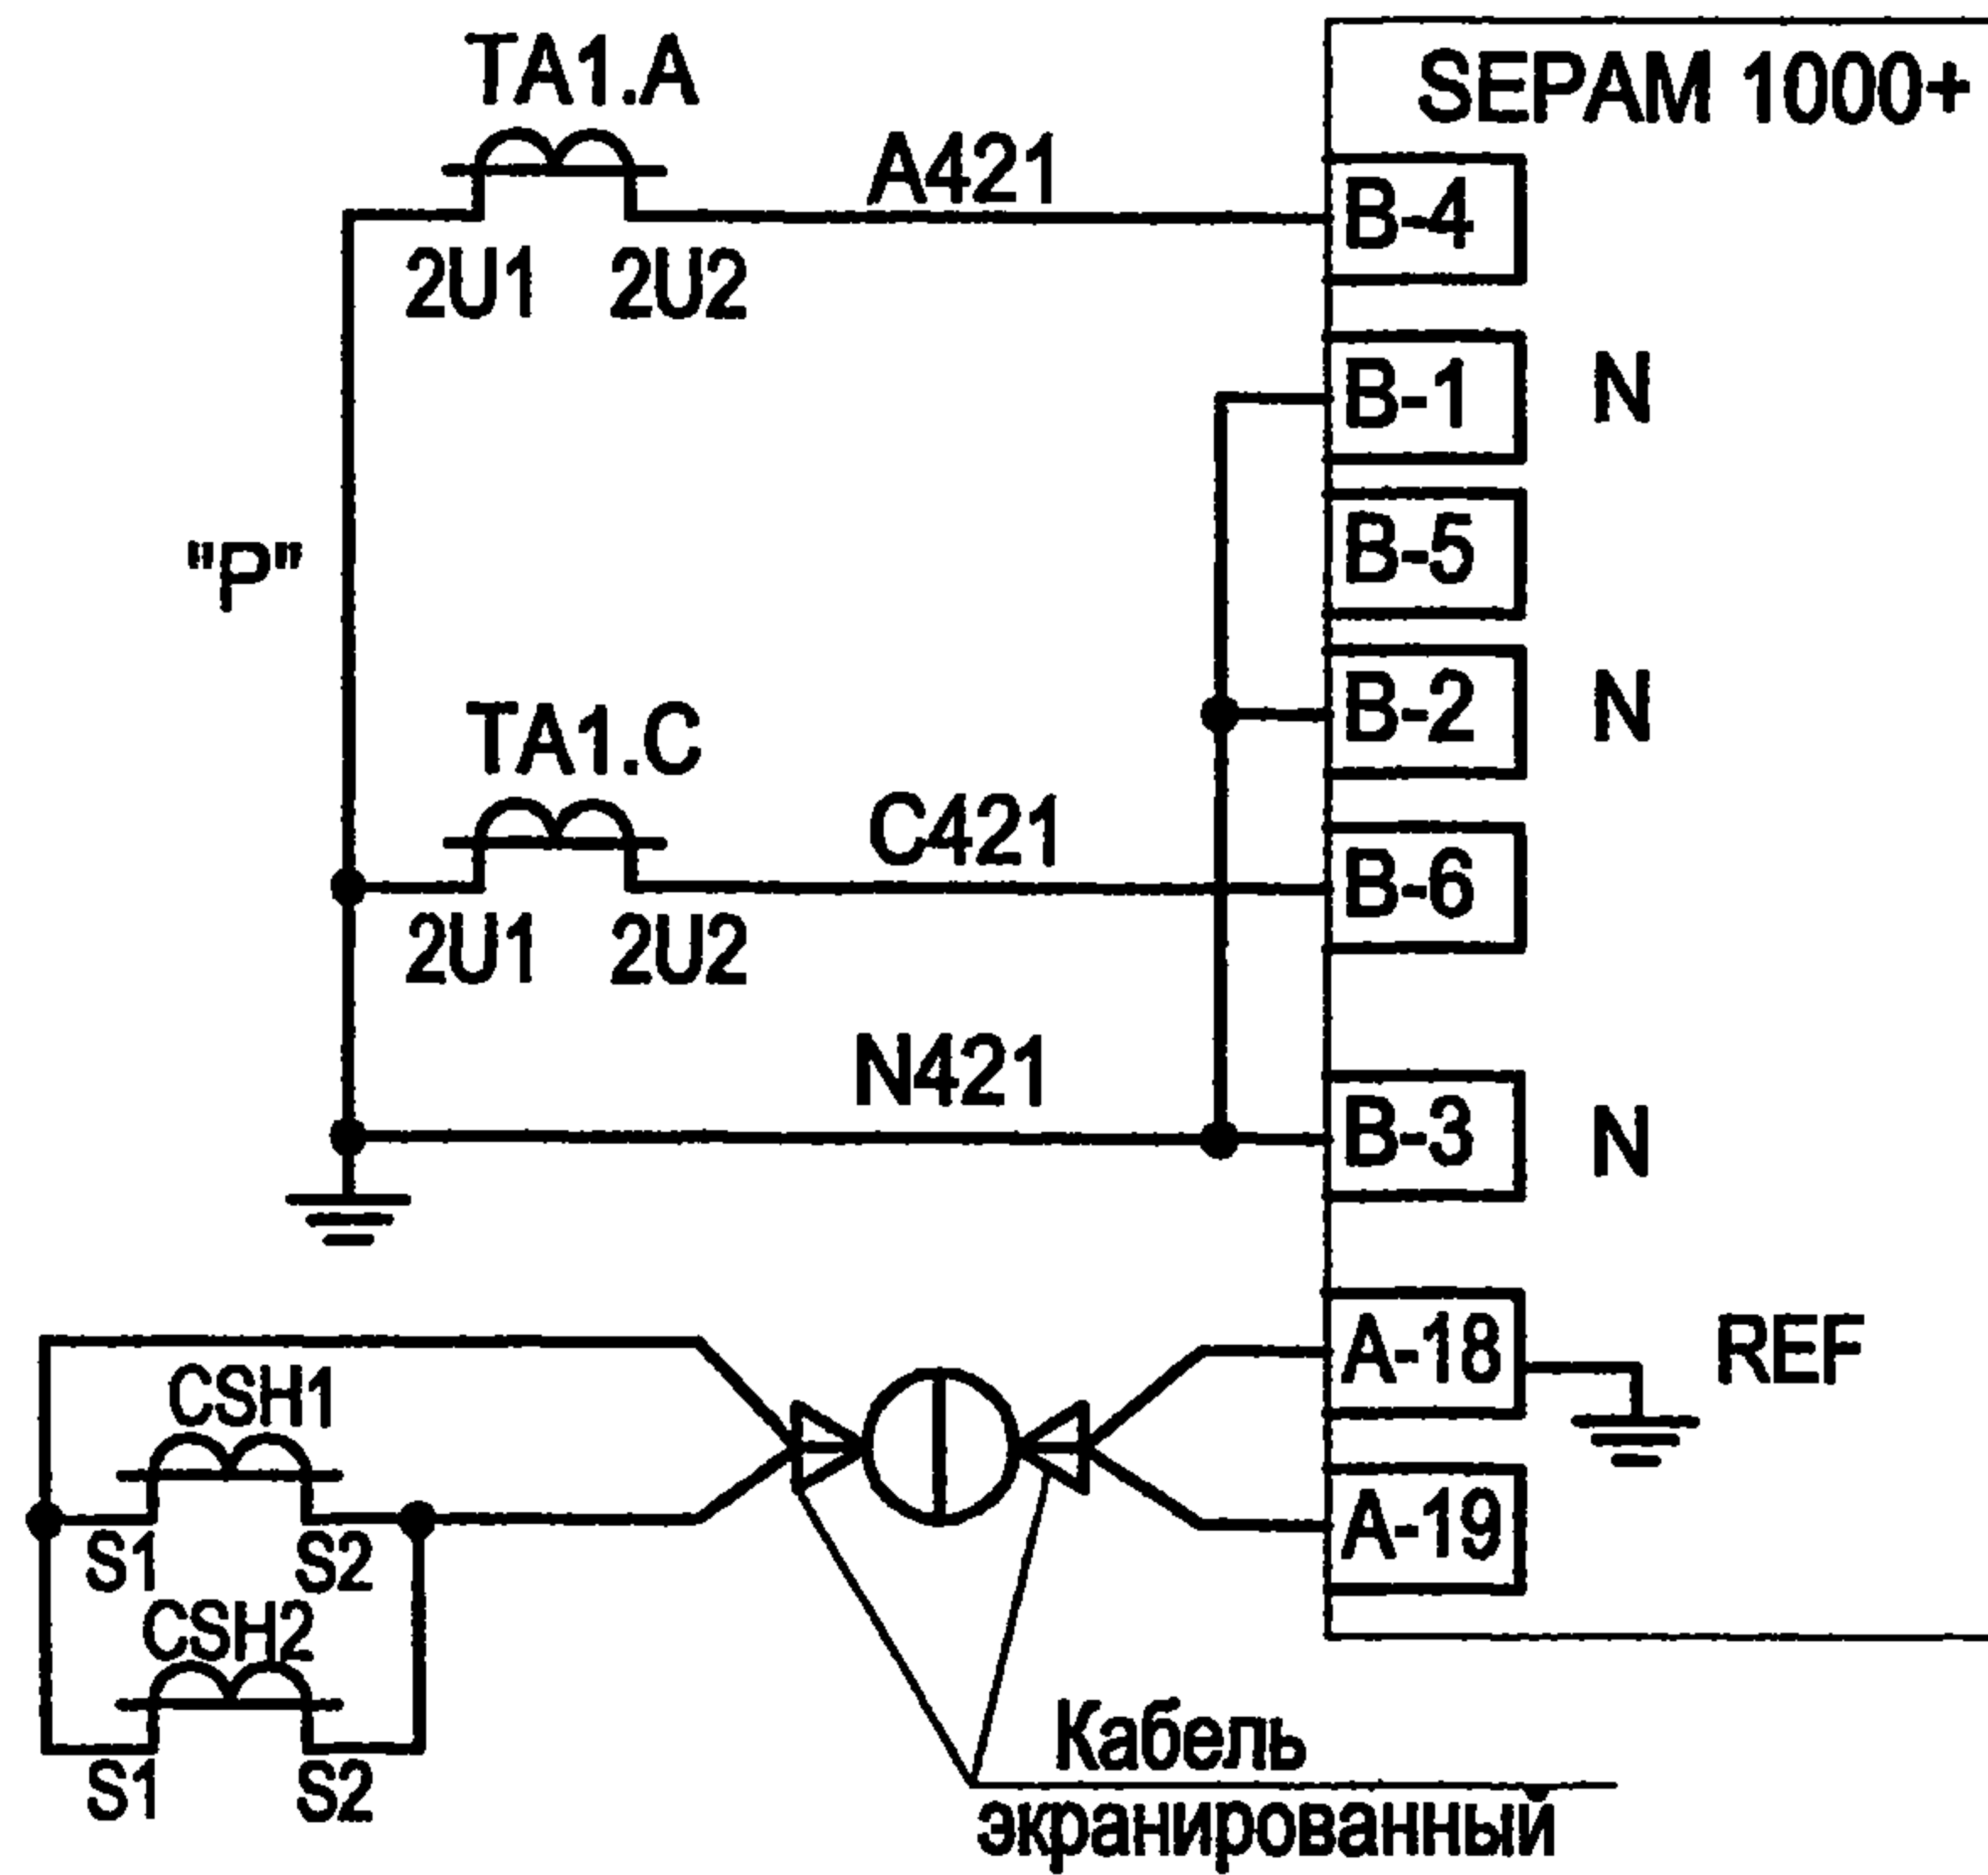 TA1.A
SEPAM 1000+
A421
B-4
2U1
2U2
B-1
N
"P"
B-5
TA1.C
B-2
N
C421
B-6
2U1
2U2
N421
B-3
N
A-18
REF
CSH1
A-19
S1
S2
CSH2
S1
S2
Кабель
экранированный